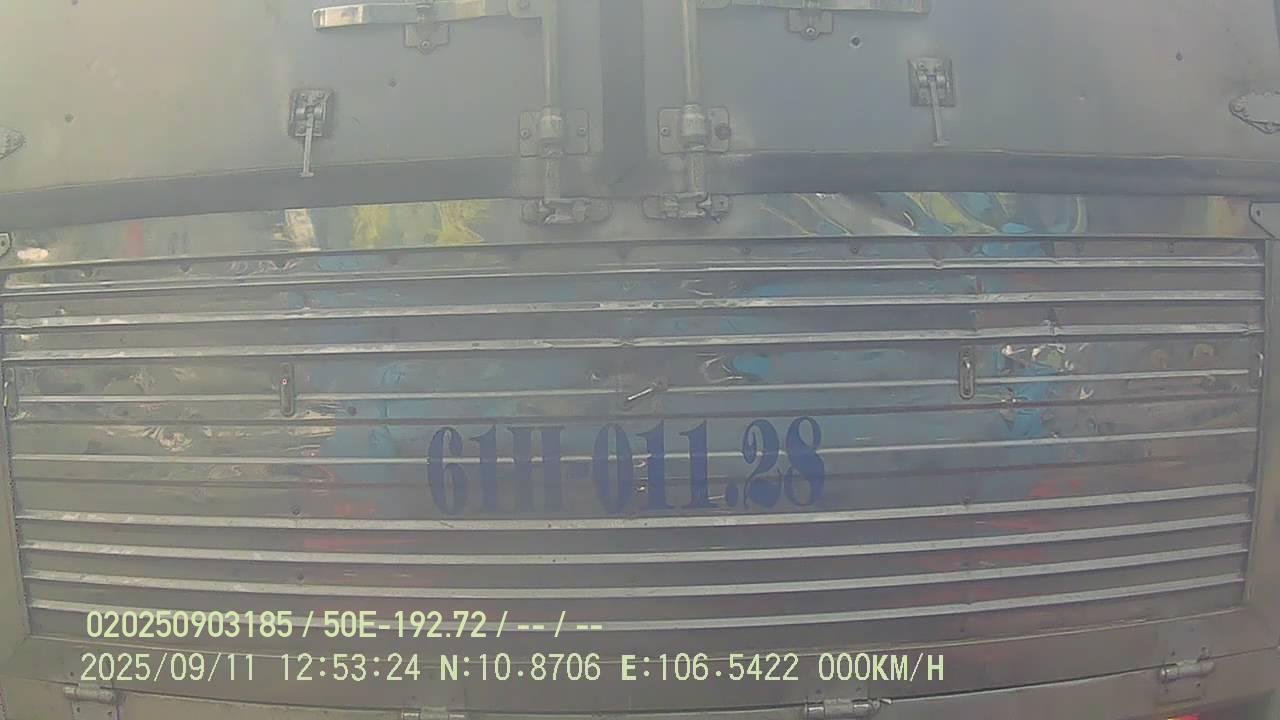 61H-011.28
020250903185 / 50E-192.72 / -- / --
2025/09/11 12:53:24 N:10.8706 E:106.5422 000KM/H